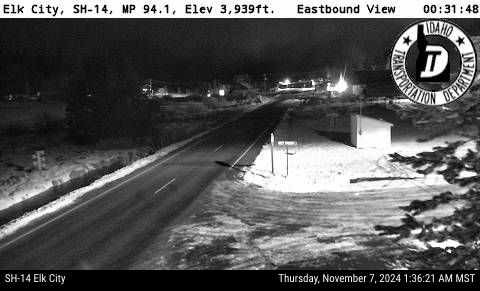 Elk City, SH-14, MP 94.1, Elev 3,939ft. Eastbound View 00:31:48
IDAHO
TRANSPORTATION DEPARTMENT
SH-14 Elk City Thursday, November 7, 2024 1:36:21 AM MST